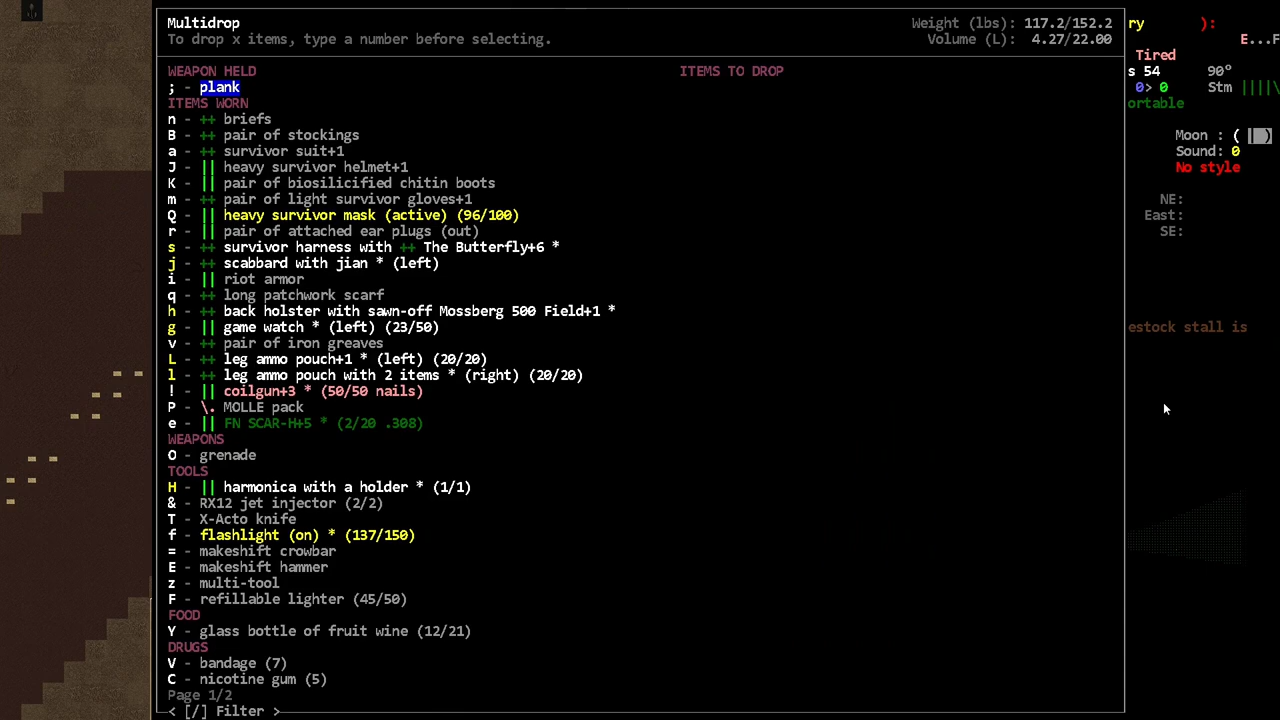 Multidrop
Weight (lbs): 117.2/152.2
To drop x items, type a number before selecting.
Volume (L): 4.27/22.00
WEAPON HELD
ITEMS TO DROP
; - plank
ITEMS WORN
n - ++ briefs
B - ++ pair of stockings
a - ++ survivor suit+1
J - || heavy survivor helmet+1
K - || pair of biosilicified chitin boots
m - ++ pair of light survivor gloves+1
Q - || heavy survivor mask (active) (96/100)
r - || pair of attached ear plugs (out)
s - ++ survivor harness with ++ The Butterfly+6 *
j - ++ scabbard with jian * (left)
i - || riot armor
q - ++ long patchwork scarf
h - ++ back holster with sawn-off Mossberg 500 Field+1 *
g - || game watch * (left) (23/50)
v - ++ pair of iron greaves
L - ++ leg ammo pouch+1 * (left) (20/20)
l - ++ leg ammo pouch with 2 items * (right) (20/20)
! - || coilgun+3 * (50/50 nails)
P - \. MOLLE pack
e - || FN SCAR-H+5 * (2/20 .308)
WEAPONS
O - grenade
TOOLS
H - || harmonica with a holder * (1/1)
& - RX12 jet injector (2/2)
T - X-Acto knife
f - flashlight (on) * (137/150)
= - makeshift crowbar
E - makeshift hammer
z - multi-tool
F - refillable lighter (45/50)
FOOD
Y - glass bottle of fruit wine (12/21)
DRUGS
V - bandage (7)
C - nicotine gum (5)
Page 1/2
< [/] Filter >
ry ):
E...F
Tired
s 54 90°
0> 0 Stm ||||\
ortable
Moon : ( | )
Sound: 0
No style
NE:
East:
SE:
estock stall is